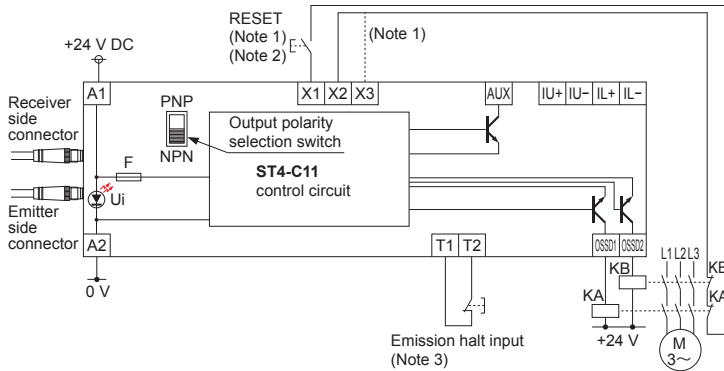 RESET
(Note 1)
(Note 2)
(Note 1)
+24 V DC
A1
X1 X2 X3
AUX
IU+ IU− IL+ IL−
PNP
NPN
Output polarity
selection switch
ST4-C11
control circuit
Receiver
side
connector
F
Ui
Emitter
side
connector
A2
T1 T2
OSSD1 OSSD2
0 V
Emission halt input
(Note 3)
KB
KA
+24 V
L1 L2 L3
KB
KA
M
3~